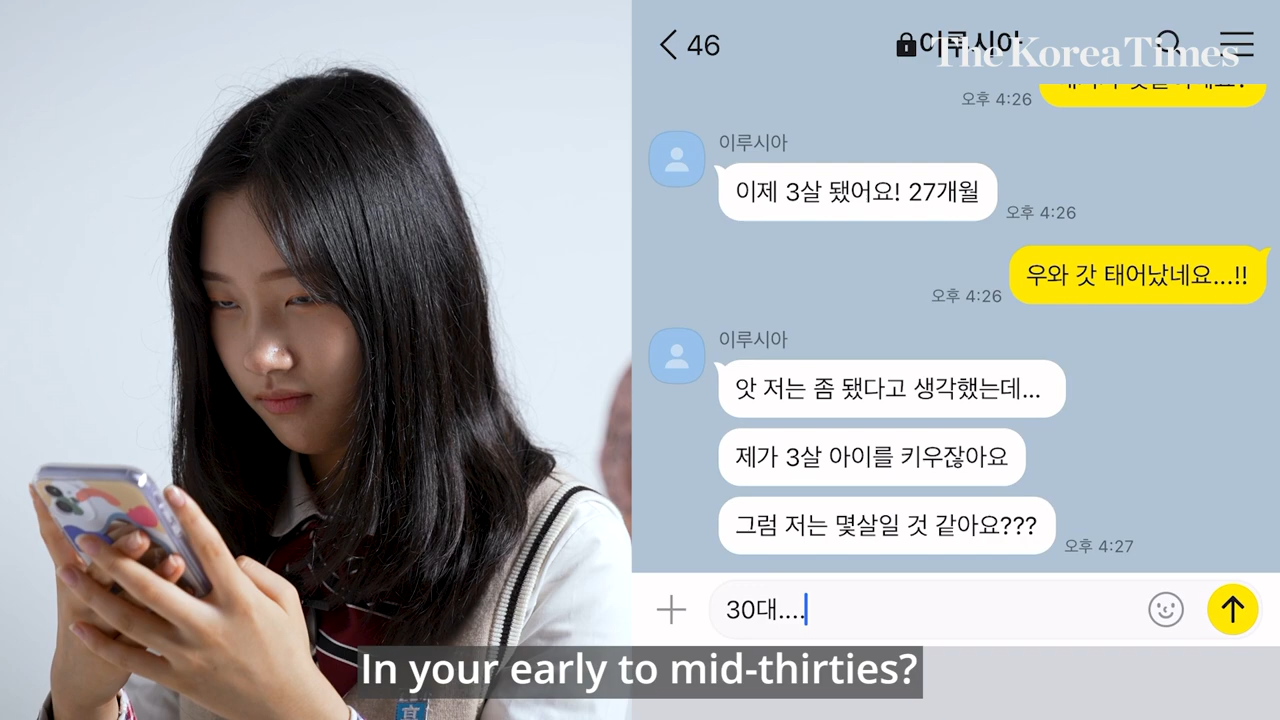 46
이루시아
The Korea Times
오후 4:26
이루시아
이제 3살 됐어요! 27개월
오후 4:26
우와 갓 태어났네요...!!
오후 4:26
이루시아
앗 저는 좀 됐다고 생각했는데...
제가 3살 아이를 키우잖아요
그럼 저는 몇살일 것 같아요???
오후 4:27
30대....
In your early to mid-thirties?